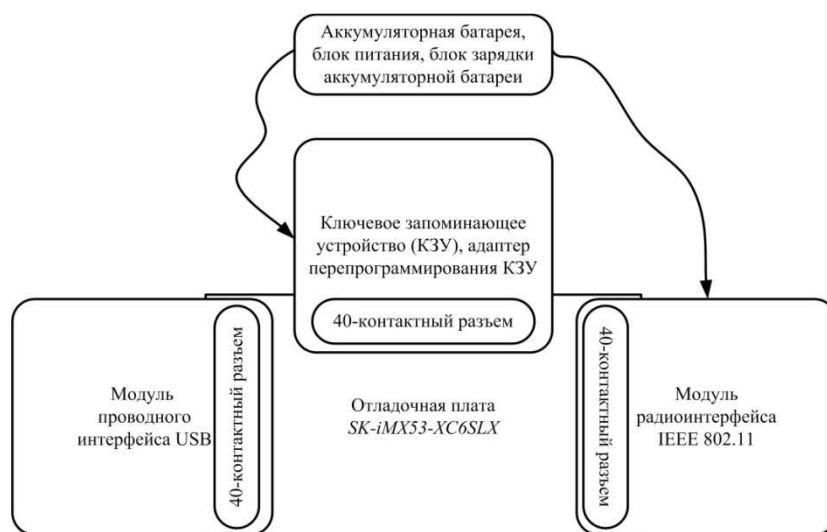 Аккумуляторная батарея,
блок питания, блок зарядки
аккумуляторной батареи
Ключевое запоминающее
устройство (КЗУ), адаптер
перепрограммирования КЗУ
40-контактный разъем
Модуль
проводного
интерфейса USB
40-контактный разъем
Отладочная плата
SK-iMX53-XC6SLX
40-контактный разъем
Модуль
радиоинтерфейса
IEEE 802.11